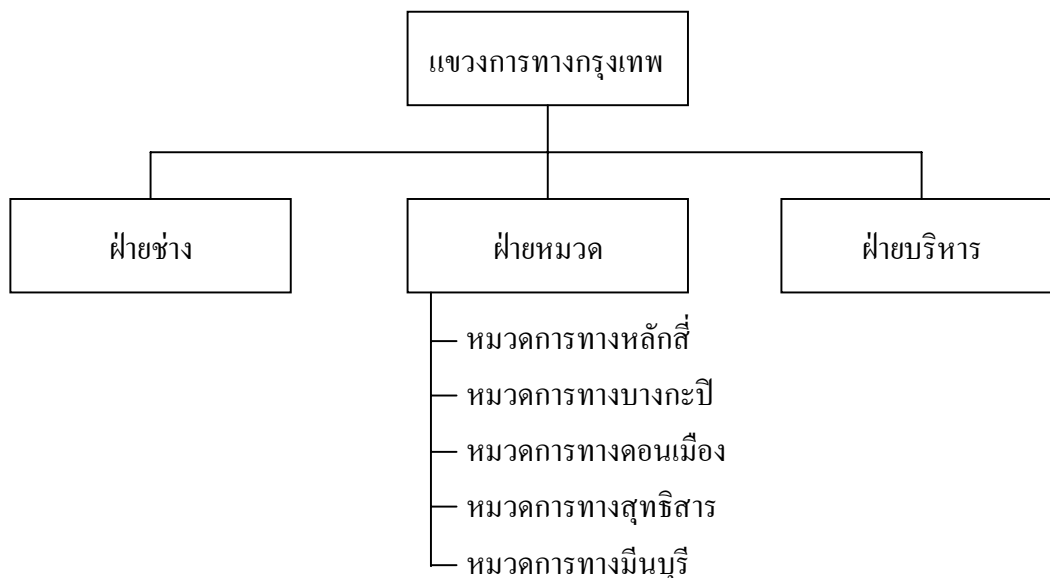 แขวงการทางกรุงเทพ
ฝ่ายช่าง
ฝ่ายหมวด
ฝ่ายบริหาร
หมวดการทางหลักสี่
หมวดการทางบางกะปิ
หมวดการทางดอนเมือง
หมวดการทางสุทธิสาร
หมวดการทางมีนบุรี